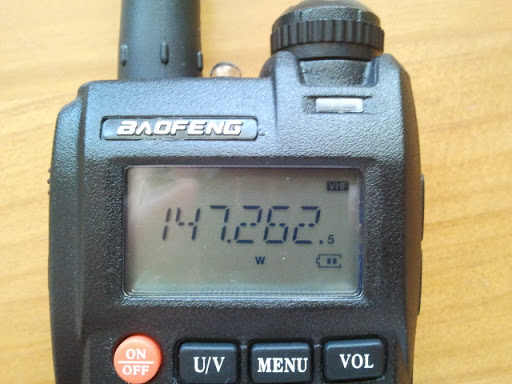 BAOFENG
VHF
147.262.5
W
ON/OFF U/V MENU VOL